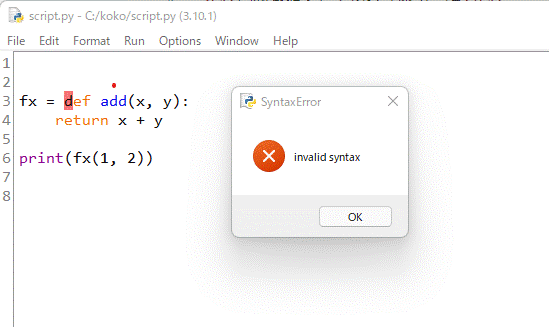 script.py - C:/koko/script.py (3.10.1)
File Edit Format Run Options Window Help
1
2
3 fx = def add(x, y):
4     return x + y
5
6 print(fx(1, 2))
7
8
SyntaxError
invalid syntax
OK